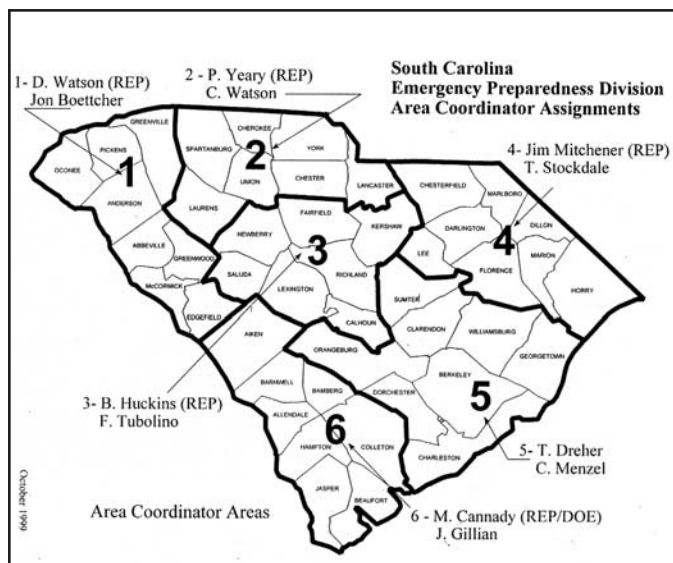 1- D. Watson (REP)
Jon Boettcher
2 - P. Yeary (REP)
C. Watson
South Carolina
Emergency Preparedness Division
Area Coordinator Assignments
4- Jim Mitchener (REP)
T. Stockdale
GREENVILLE
PICKENS
OCONEE
1
ANDERSON
ABBEVILLE
GREENWOOD
McCORMICK
EDGEFIELD
CHEROKEE
SPARTANBURG
YORK
2
UNION
CHESTER
LANCASTER
LAURENS
FAIRFIELD
NEWBERRY
KERSHAW
3
SALUDA
RICHLAND
LEXINGTON
CALHOUN
CHESTERFIELD
MARLBORO
DARLINGTON
DILLON
4
LEE
MARION
FLORENCE
HORRY
SUMTER
CLARENDON
WILLIAMSBURG
GEORGETOWN
ORANGEBURG
BERKELEY
DORCHESTER
5
CHARLESTON
AIKEN
BARNWELL
BAMBERG
ALLENDALE
6
HAMPTON
COLLETON
JASPER
BEAUFORT
3- B. Huckins (REP)
F. Tubolino
5- T. Dreher
C. Menzel
6 - M. Cannady (REP/DOE)
J. Gillian
Area Coordinator Areas
October 1999